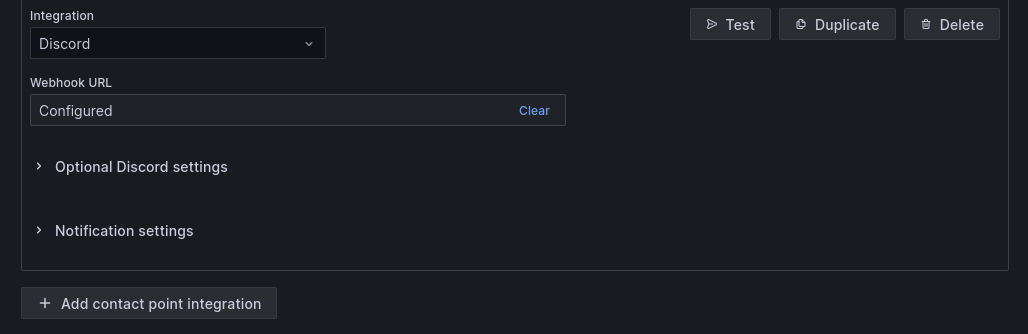 Integration
Test
Duplicate
Delete
Discord
Webhook URL
Configured
Clear
Optional Discord settings
Notification settings
Add contact point integration